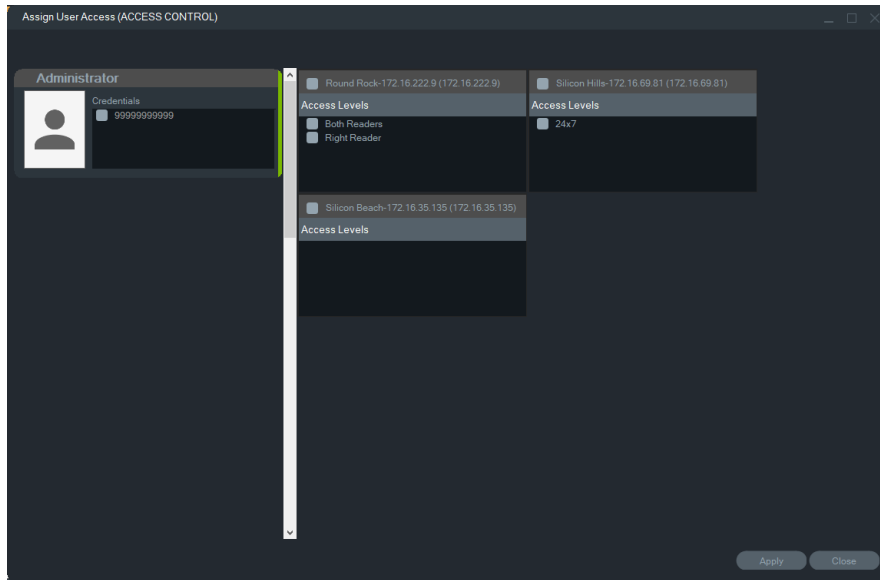 Assign User Access (ACCESS CONTROL)
Administrator
Credentials
99999999999
Round Rock-172.16.222.9 (172.16.222.9)
Access Levels
Both Readers
Right Reader
Silicon Hills-172.16.69.81 (172.16.69.81)
Access Levels
24x7
Silicon Beach-172.16.35.135 (172.16.35.135)
Access Levels
Apply
Close